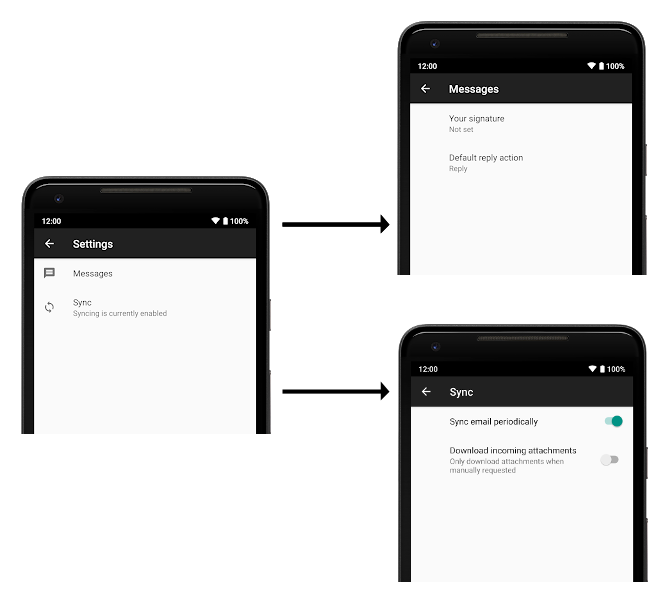 12:00 100%
Settings
Messages
Sync
Syncing is currently enabled
12:00 100%
Messages
Your signature
Not set
Default reply action
Reply
12:00 100%
Sync
Sync email periodically
Download incoming attachments
Only download attachments when
manually requested